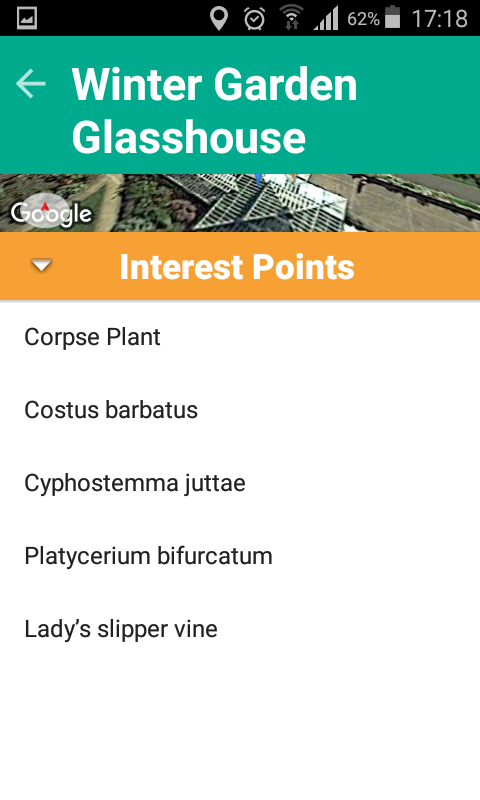 62% 17:18
Winter Garden
Glasshouse
Google
Interest Points
Corpse Plant
Costus barbatus
Cyphostemma juttae
Platycerium bifurcatum
Lady’s slipper vine